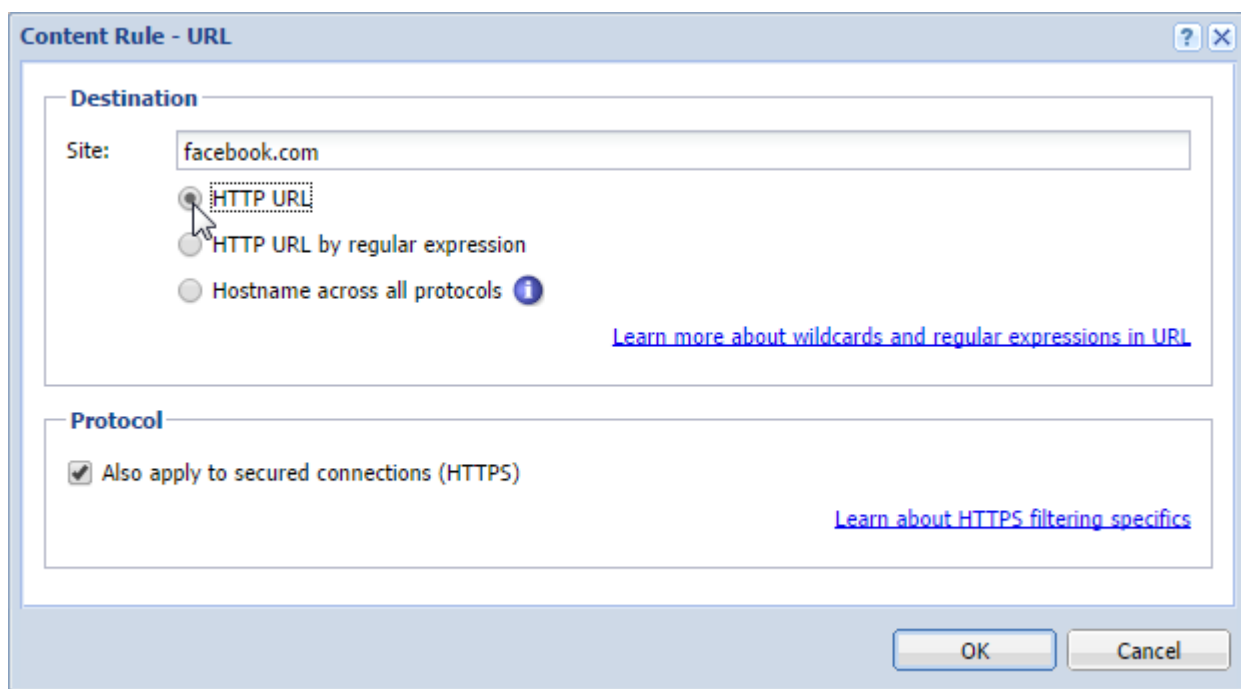 Content Rule - URL
?
Destination
Site: facebook.com
HTTP URL
HTTP URL by regular expression
Hostname across all protocols i
Learn more about wildcards and regular expressions in URL
Protocol
Also apply to secured connections (HTTPS)
Learn about HTTPS filtering specifics
OK Cancel